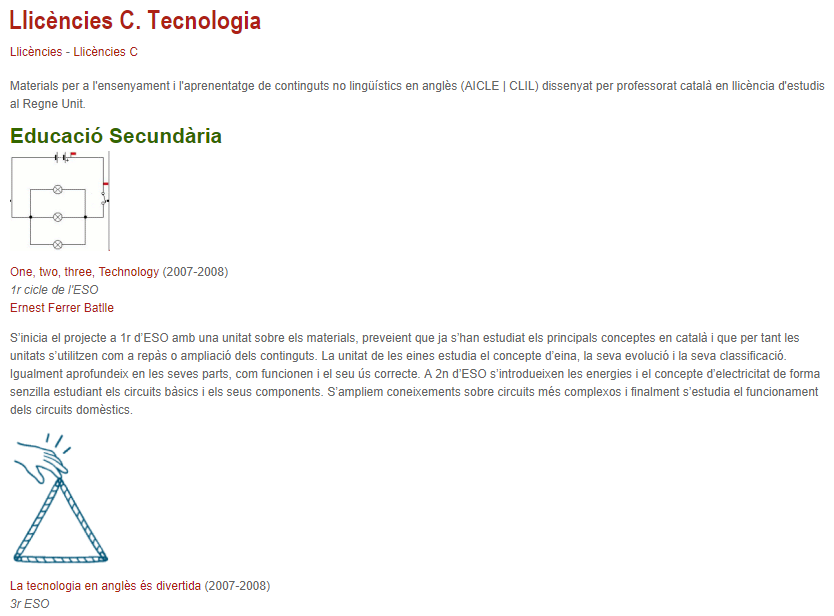 Llicències C. Tecnologia
Llicències - Llicències C
Materials per a l'ensenyament i l'aprenentatge de continguts no lingüístics en anglès (AICLE | CLIL) dissenyat per professorat català en llicència d'estudis
al Regne Unit.
Educació Secundària
One, two, three, Technology (2007-2008)
1r cicle de l'ESO
Ernest Ferrer Batlle
S'inicia el projecte a 1r d'ESO amb una unitat sobre els materials, preveient que ja s'han estudiat els principals conceptes en català i que per tant les
unitats s'utilitzen com a repàs o ampliació dels continguts. La unitat de les eines estudia el concepte d'eina, la seva evolució i la seva classificació.
Igualment aprofundeix en les seves parts, com funcionen i el seu ús correcte. A 2n d'ESO s'introdueixen les energies i el concepte d'electricitat de forma
senzilla estudiant els circuits bàsics i els seus components. S'ampliem coneixements sobre circuits més complexos i finalment s'estudia el funcionament
dels circuits domèstics.
La tecnologia en anglès és divertida (2007-2008)
3r ESO